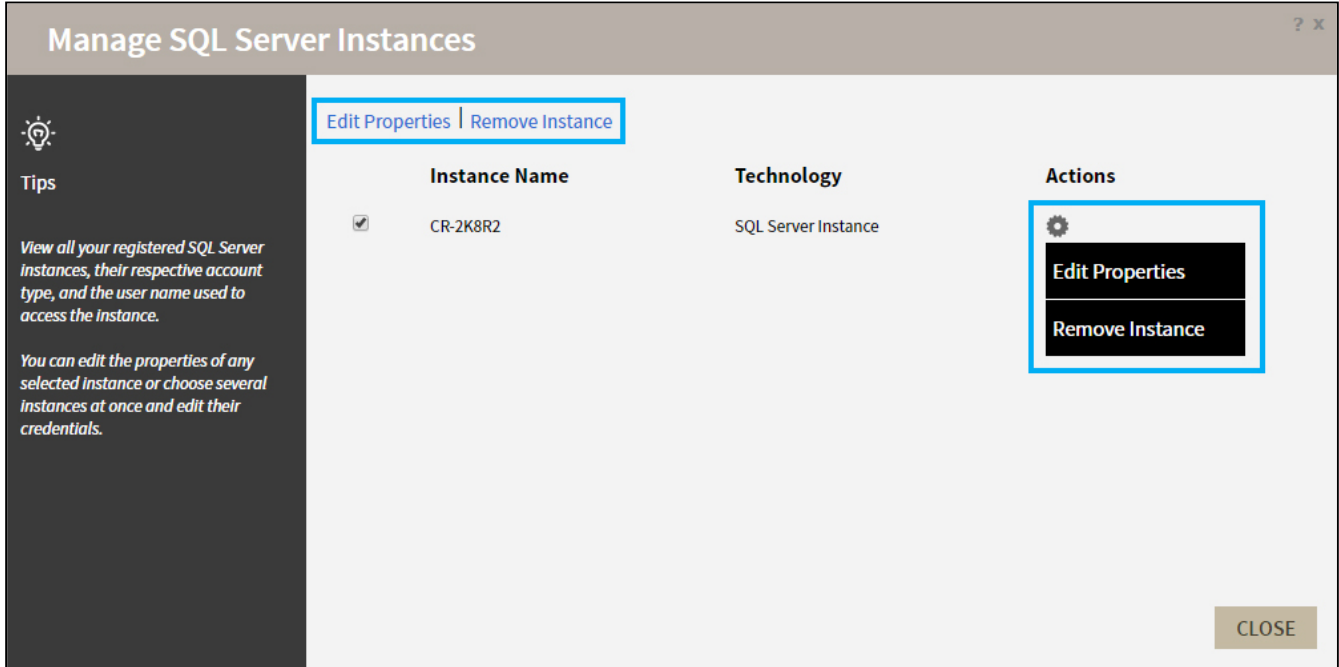 Manage SQL Server Instances
? x
Edit Properties | Remove Instance
Tips
View all your registered SQL Server
instances, their respective account
type, and the user name used to
access the instance.
You can edit the properties of any
selected instance or choose several
instances at once and edit their
credentials.
Instance Name Technology Actions
CR-2K8R2 SQL Server Instance
Edit Properties
Remove Instance
CLOSE